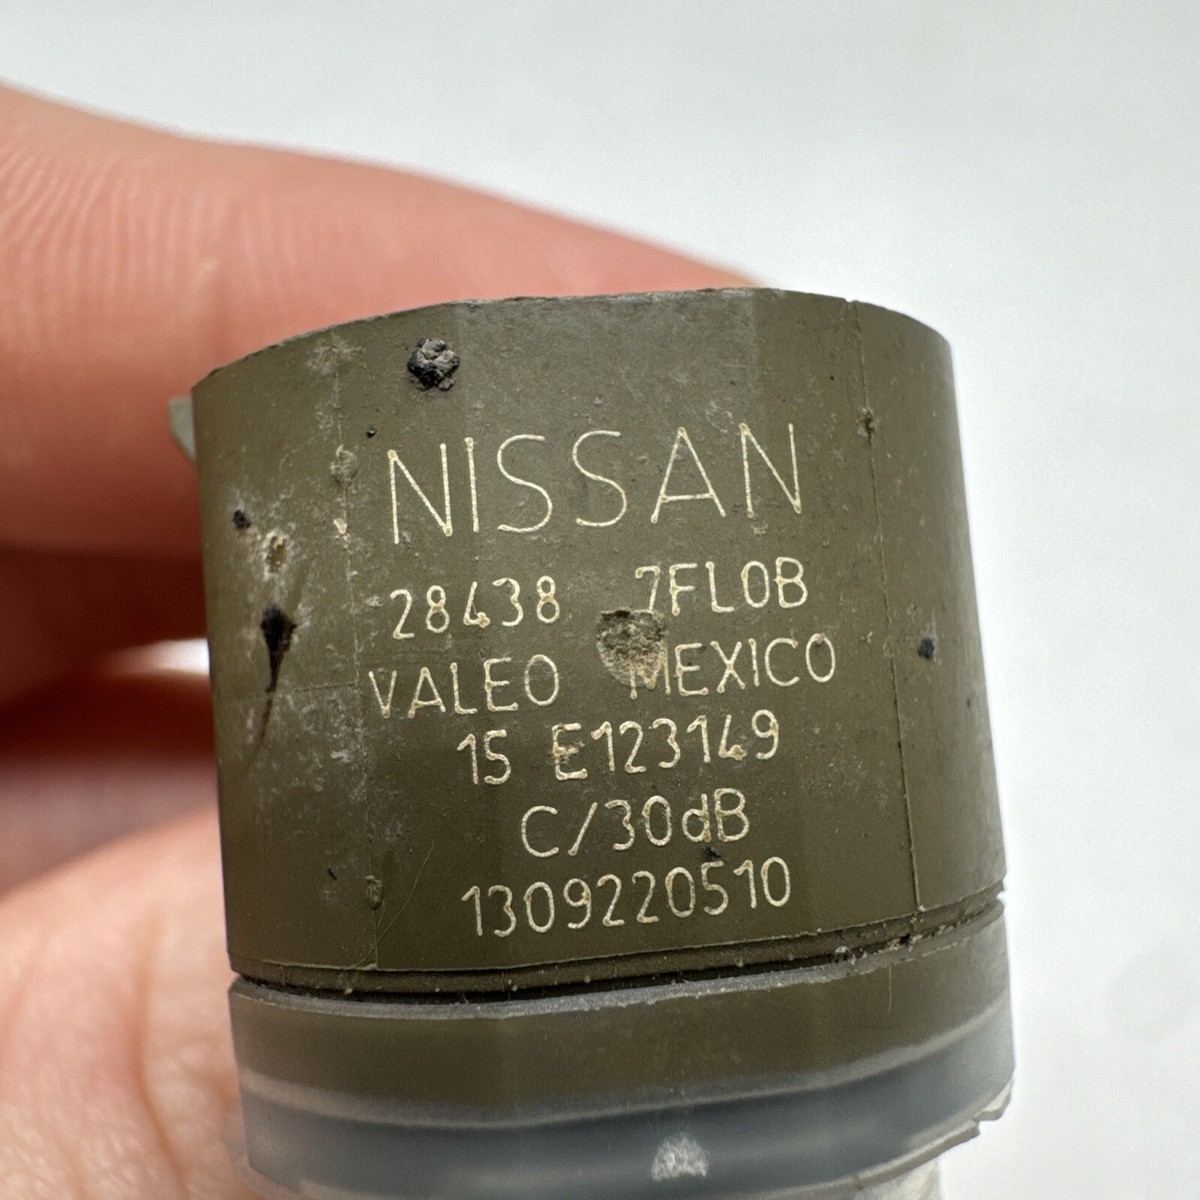 NISSAN
28438 7FL0B
VALEO MEXICO
15 E123149
C/30dB
1309220510